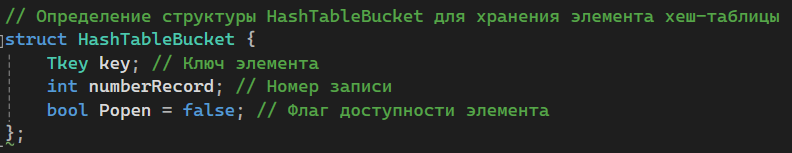 // Определение структуры HashTableBucket для хранения элемента хеш-таблицы
struct HashTableBucket {
Tkey key; // Ключ элемента
int numberRecord; // Номер записи
bool Popen = false; // Флаг доступности элемента
};